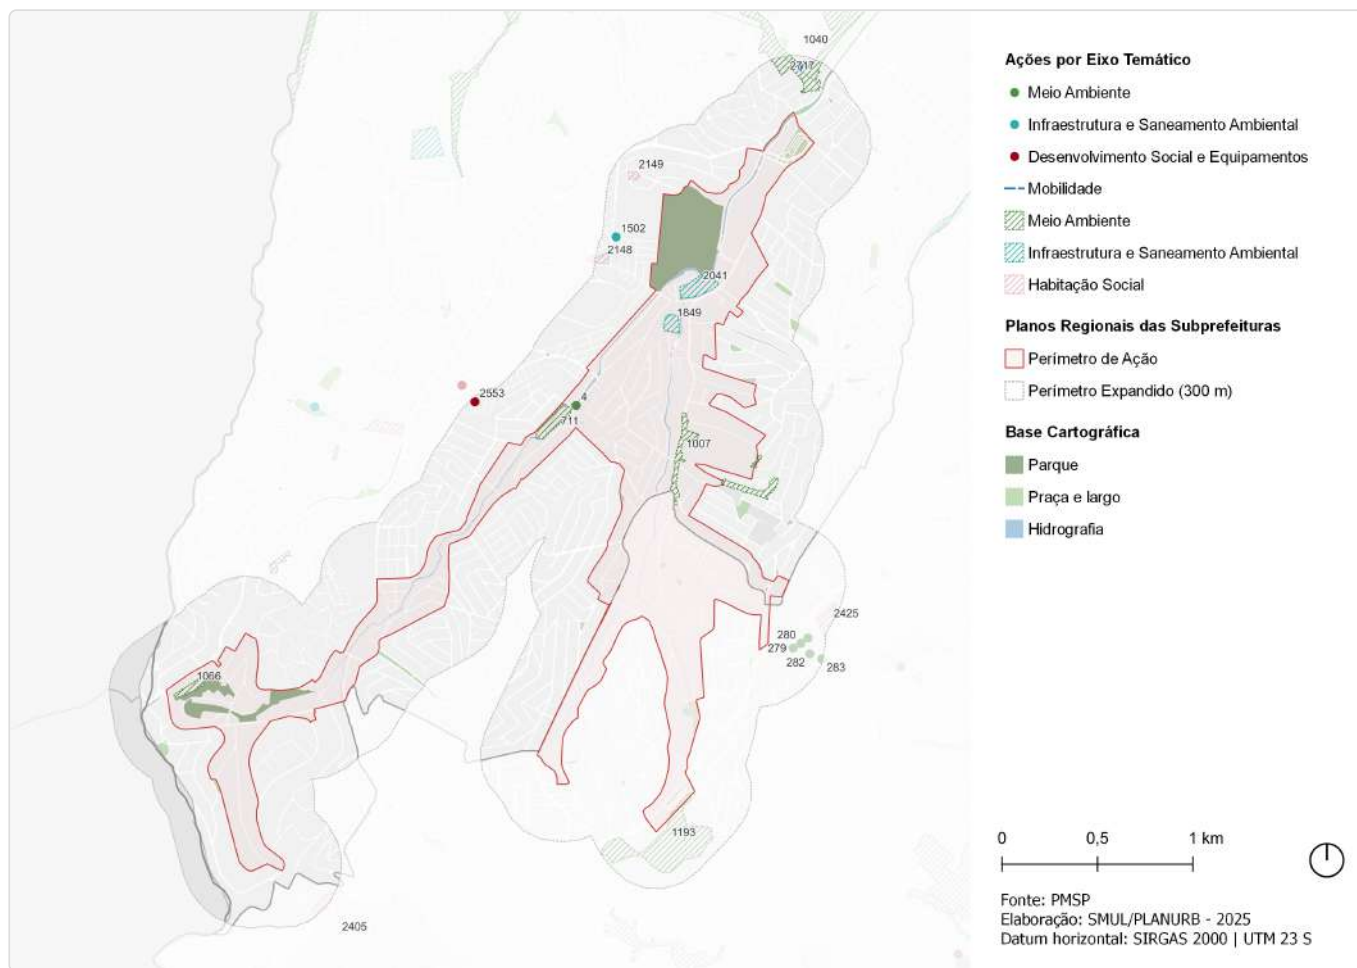 1040
2717
2149
1502
2148
2041
1849
2553
4
711
1007
2425
280
279
282
283
1066
1193
2405
Ações por Eixo Temático
Meio Ambiente
Infraestrutura e Saneamento Ambiental
Desenvolvimento Social e Equipamentos
Mobilidade
Meio Ambiente
Infraestrutura e Saneamento Ambiental
Habitação Social
Planos Regionais das Subprefeituras
Perímetro de Ação
Perímetro Expandido (300 m)
Base Cartográfica
Parque
Praça e largo
Hidrografia
0 0,5 1 km
Fonte: PMSP
Elaboração: SMUL/PLANURB - 2025
Datum horizontal: SIRGAS 2000 | UTM 23 S